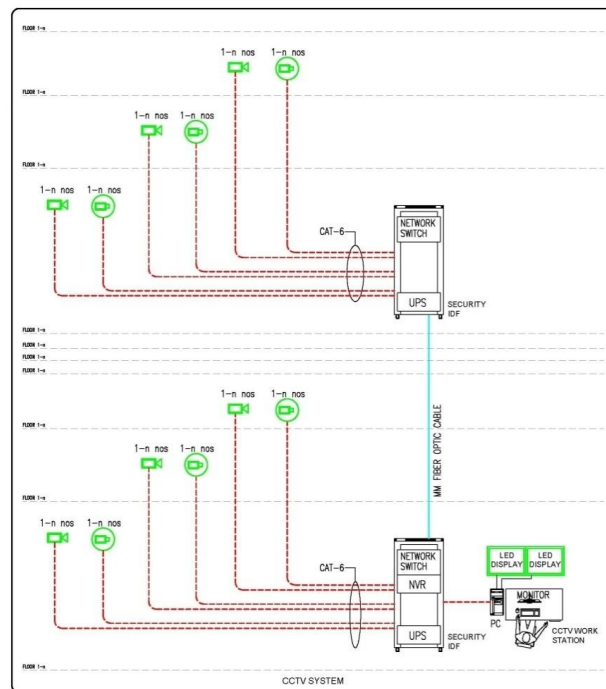 FLOOR 1-n
1-n nos
1-n nos
FLOOR 1-n
1-n nos
1-n nos
FLOOR 1-n
1-n nos
1-n nos
CAT-6
NETWORK
SWITCH
UPS
SECURITY
IDF
FLOOR 1-n
FLOOR 1-n
FLOOR 1-n
FLOOR 1-n
1-n nos
1-n nos
MM FIBER OPTIC CABLE
FLOOR 1-n
1-n nos
1-n nos
FLOOR 1-n
1-n nos
1-n nos
CAT-6
NETWORK
SWITCH
NVR
UPS
SECURITY
IDF
LED
DISPLAY
LED
DISPLAY
MONITOR
PC
CCTV WORK
STATION
FLOOR 1-n
CCTV SYSTEM